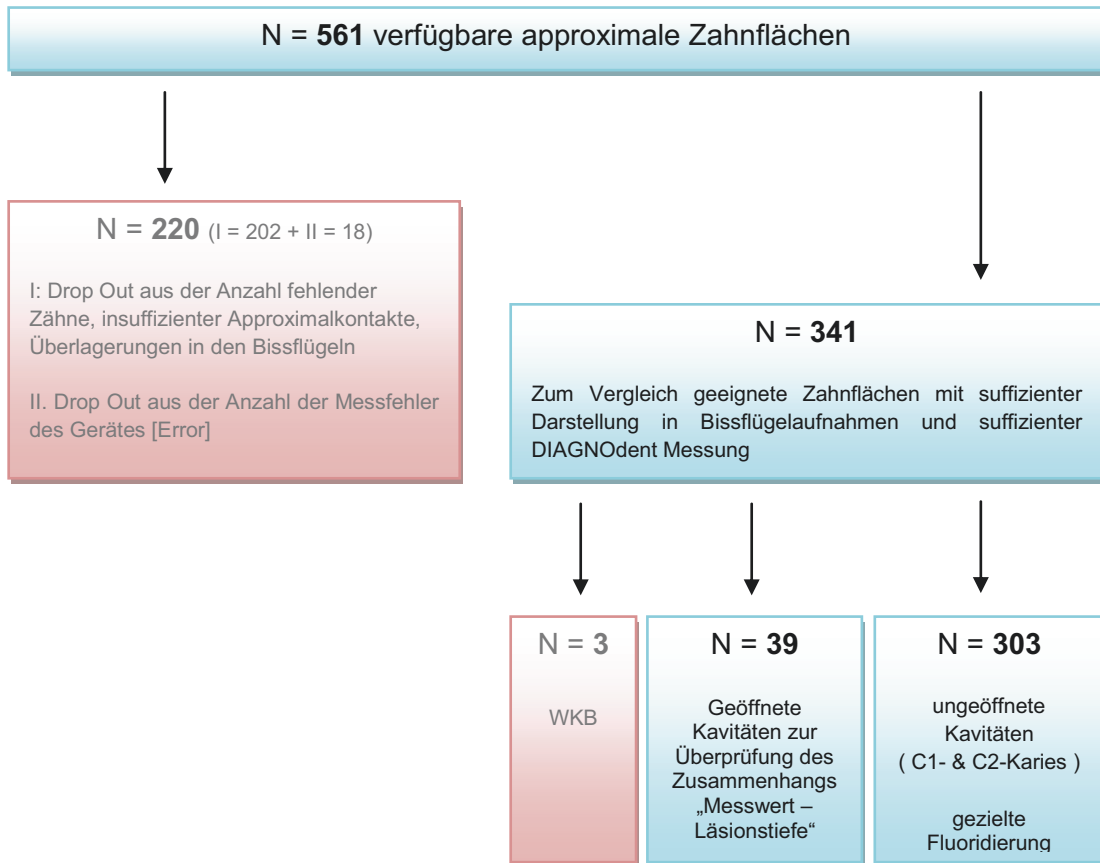 N = 561 verfügbare approximale Zahnflächen
N = 220 (I = 202 + II = 18)
I: Drop Out aus der Anzahl fehlender
Zähne, insuffizienter Approximalkontakte,
Überlagerungen in den Bissflügeln
II. Drop Out aus der Anzahl der Messfehler
des Gerätes [Error]
N = 341
Zum Vergleich geeignete Zahnflächen mit suffizienter
Darstellung in Bissflügelaufnahmen und suffizienter
DIAGNOdent Messung
N = 3
WKB
N = 39
Geöffnete
Kavitäten zur
Überprüfung des
Zusammenhangs
„Messwert –
Läsionstiefe“
N = 303
ungeöffnete
Kavitäten
( C1- & C2-Karies )
gezielte
Fluoridierung